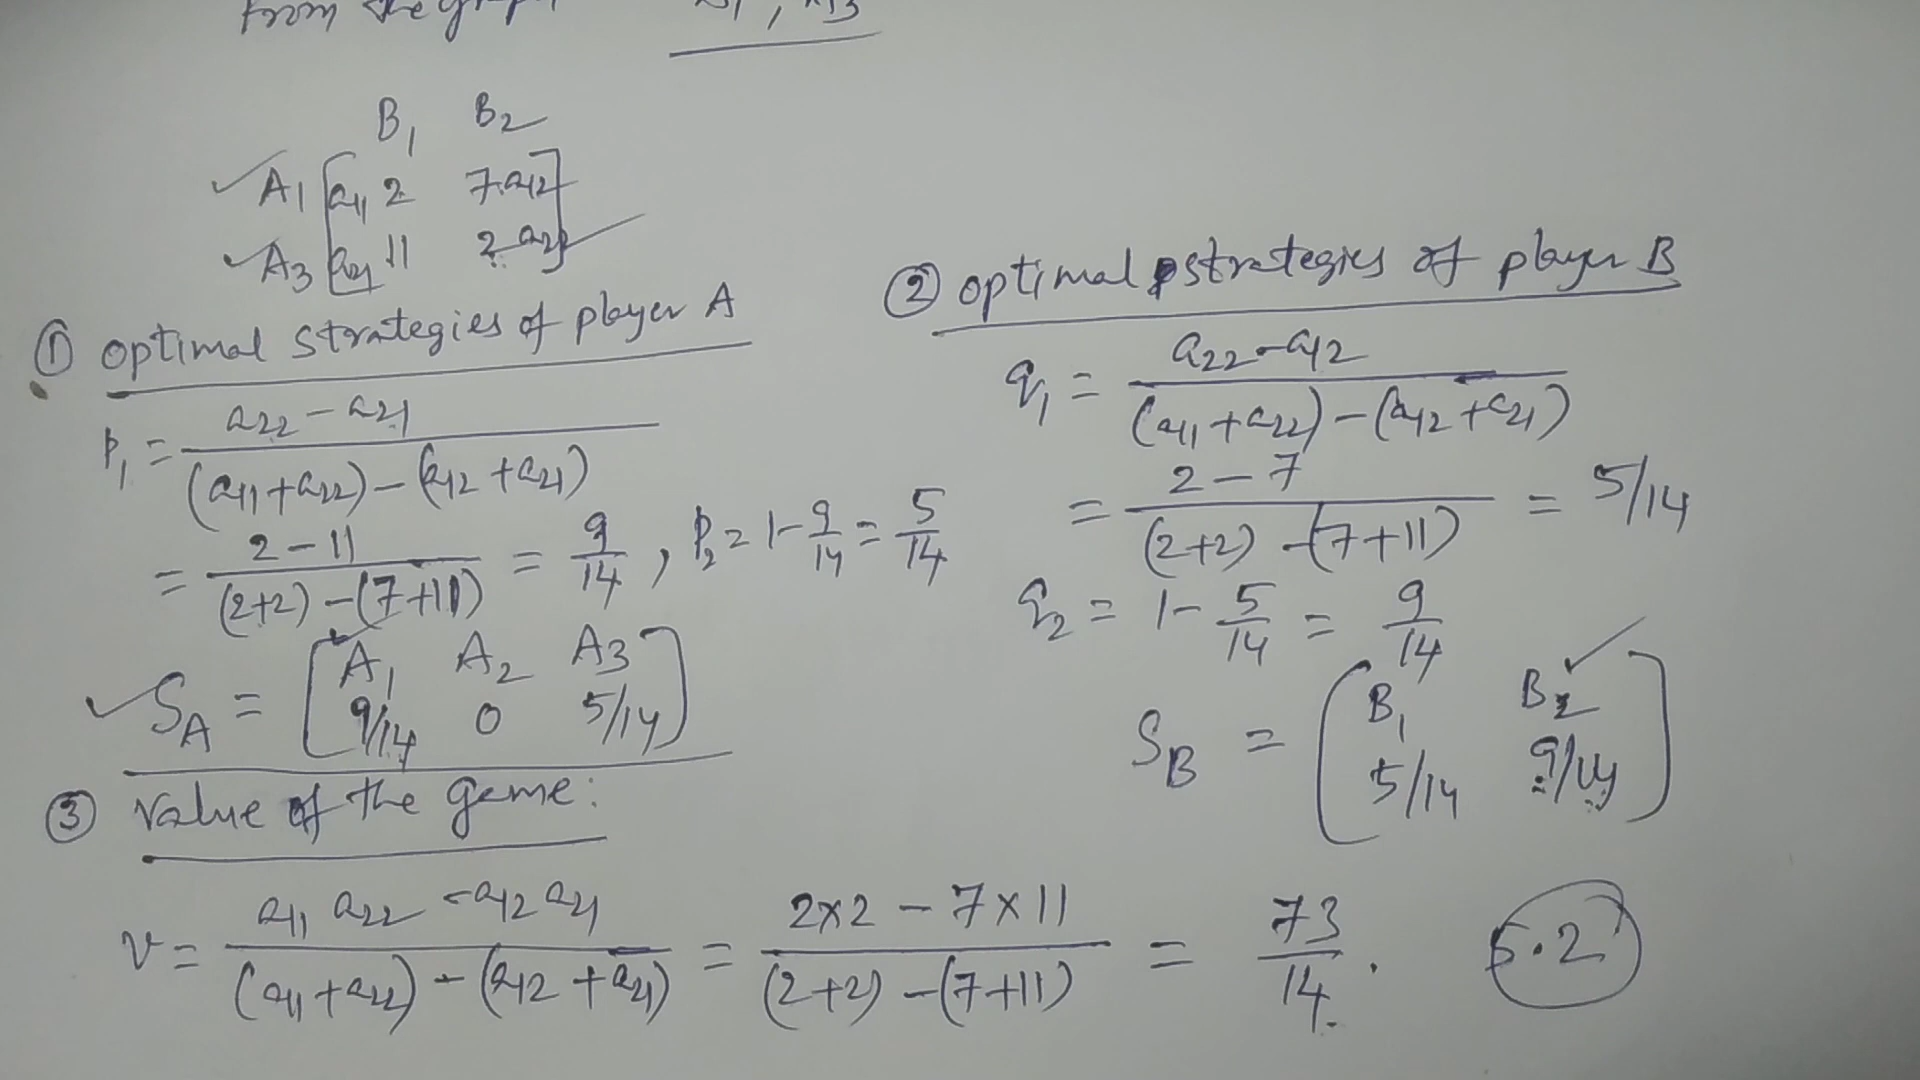 From the graph A1, A3
B1 B2
A1 [a11 2 7 a12]
A3 [a21 11 2 a22]
① optimal strategies of player A
p1 = (a22 - a21) / ((a11 + a22) - (a12 + a21))
= (2 - 11) / ((2+2) - (7+11)) = 9/14, p2 = 1 - 9/14 = 5/14
SA = [A1 A2 A3
9/14 0 5/14]
② optimal strategies of player B
q1 = (a22 - a12) / ((a11 + a22) - (a12 + a21))
= (2 - 7) / ((2+2) - (7+11)) = 5/14
q2 = 1 - 5/14 = 9/14
SB = [B1 B2
5/14 9/14]
③ Value of the game:
v = (a11 a22 - a12 a21) / ((a11 + a22) - (a12 + a21)) = (2×2 - 7×11) / ((2+2) - (7+11)) = 73/14. 5.2